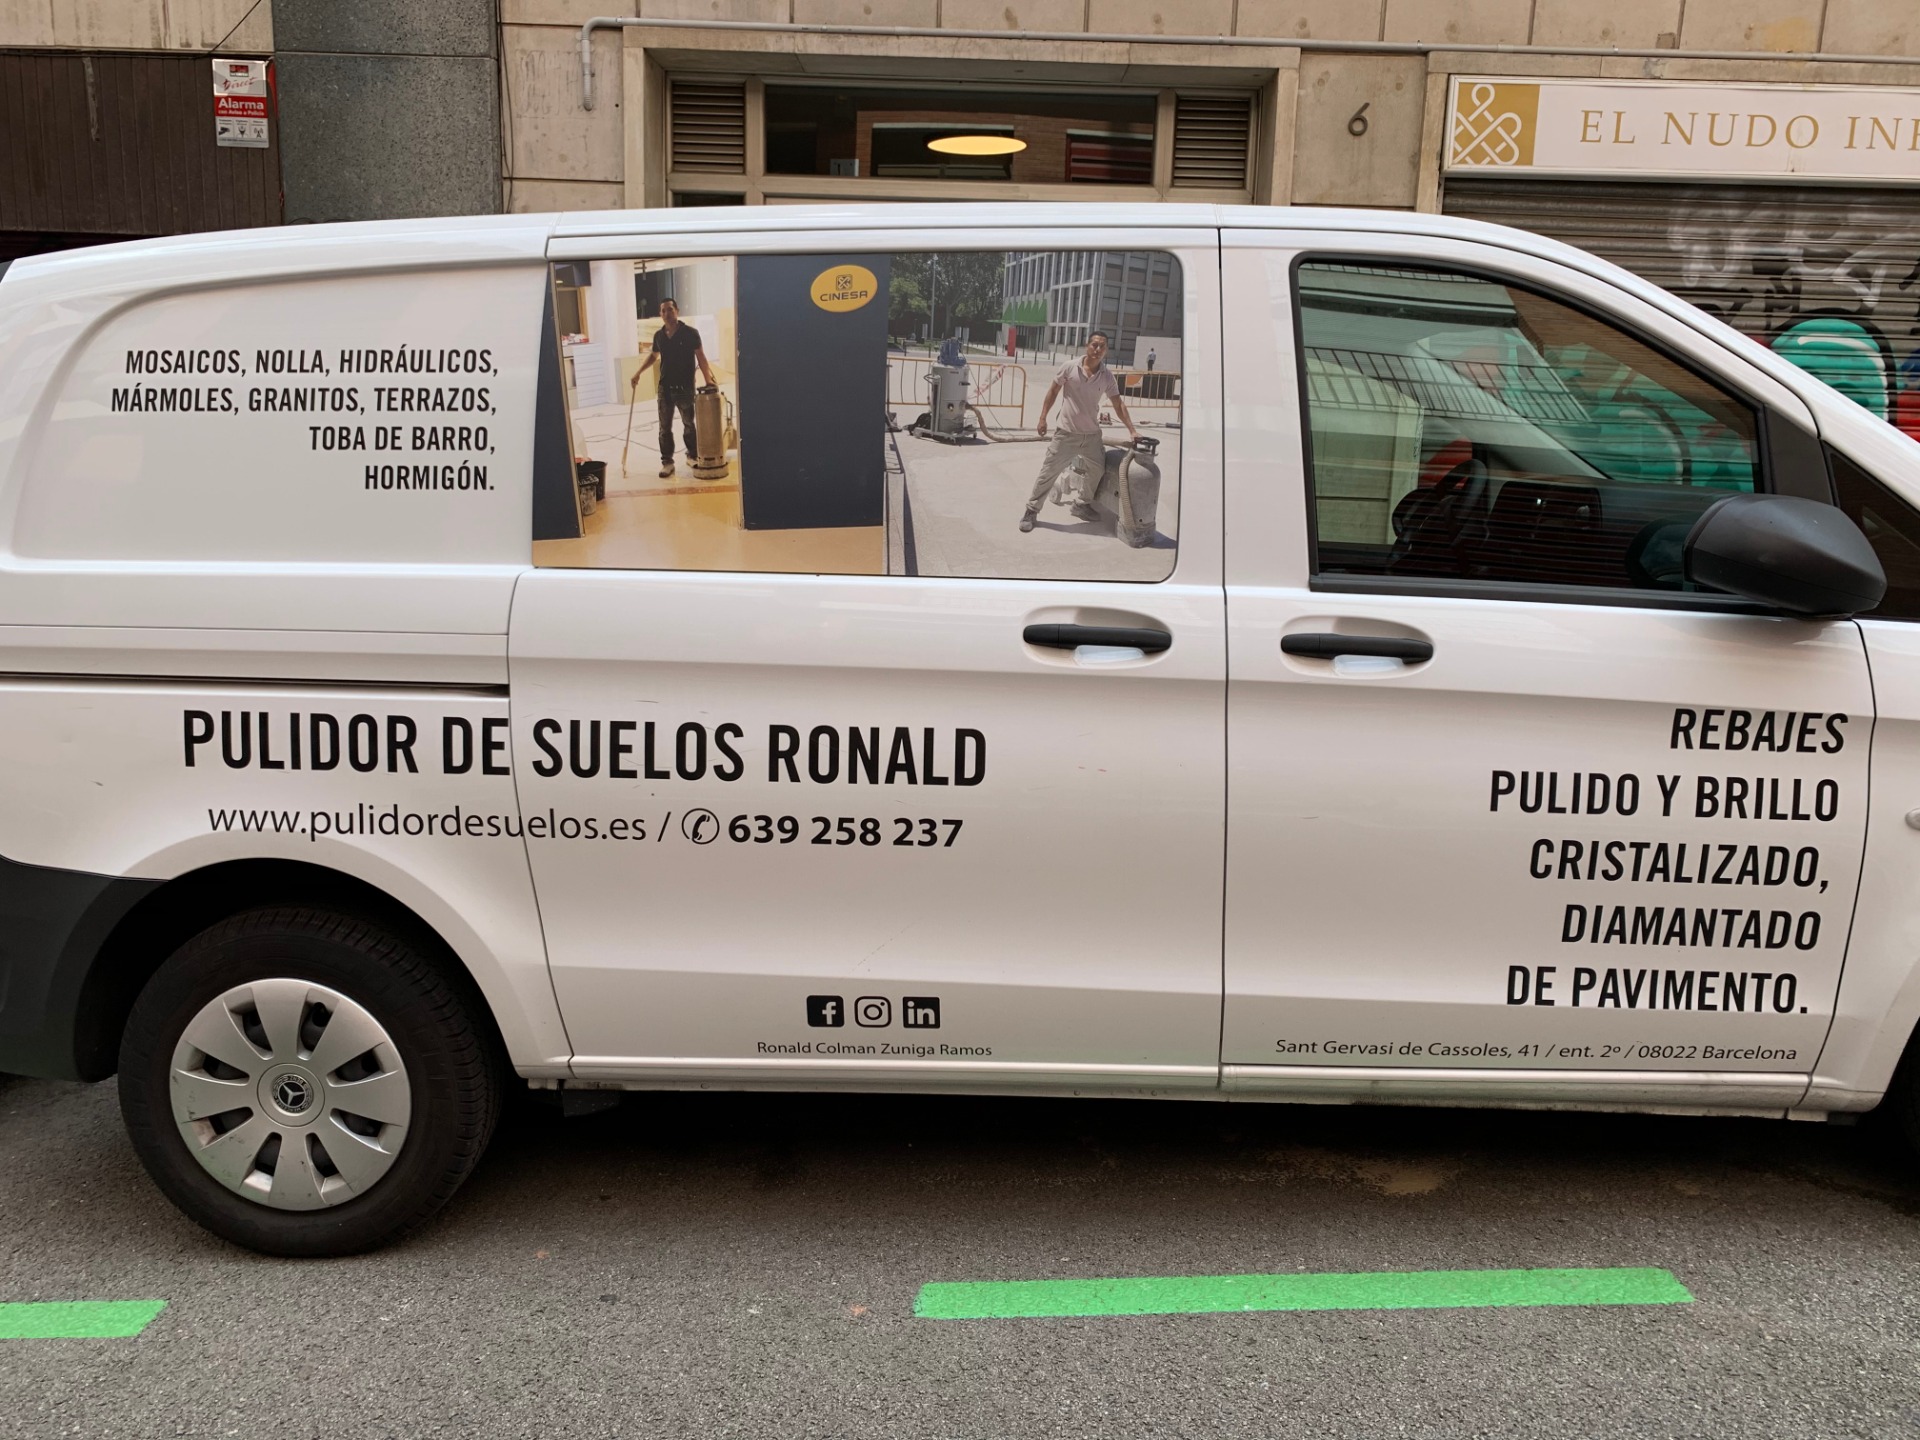 Alarma
6
EL NUDO
CINESA
MOSAICOS, NOLLA, HIDRÁULICOS,
MÁRMOLES, GRANITOS, TERRAZOS,
TOBA DE BARRO,
HORMIGÓN.
PULIDOR DE SUELOS RONALD
www.pulidordesuelos.es / 639 258 237
REBAJES
PULIDO Y BRILLO
CRISTALIZADO,
DIAMANTADO
DE PAVIMENTO.
f in
Ronald Colman Zuniga Ramos
Sant Gervasi de Cassoles, 41 / ent. 2º / 08022 Barcelona